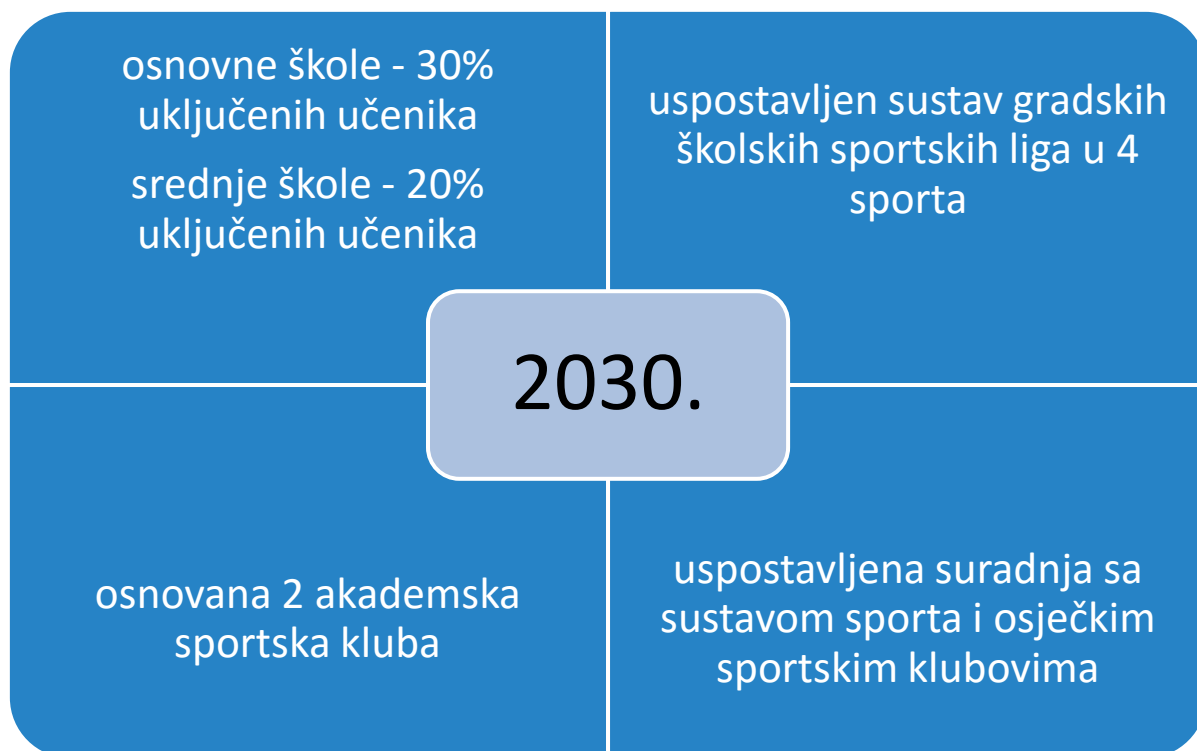 osnovne škole - 30%
uključenih učenika
srednje škole - 20%
uključenih učenika
uspostavljen sustav gradskih
školskih sportskih liga u 4
sporta
2030.
osnovana 2 akademska
sportska kluba
uspostavljena suradnja sa
sustavom sporta i osječkim
sportskim klubovima